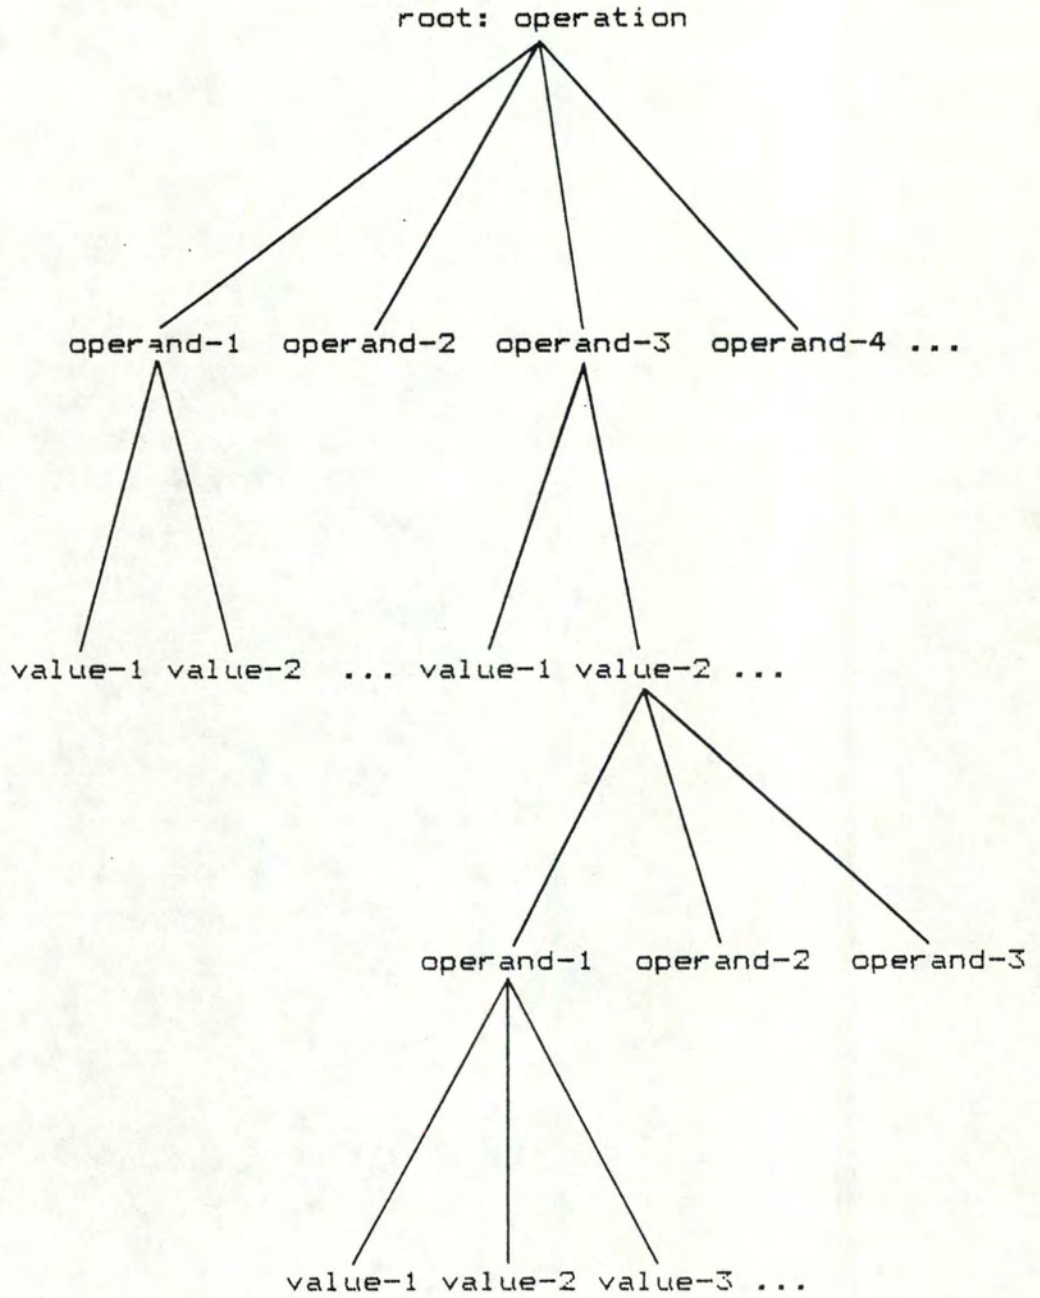 root: operation
operand-1 operand-2 operand-3 operand-4 ...
value-1 value-2 ... value-1 value-2 ...
operand-1 operand-2 operand-3
value-1 value-2 value-3 ...